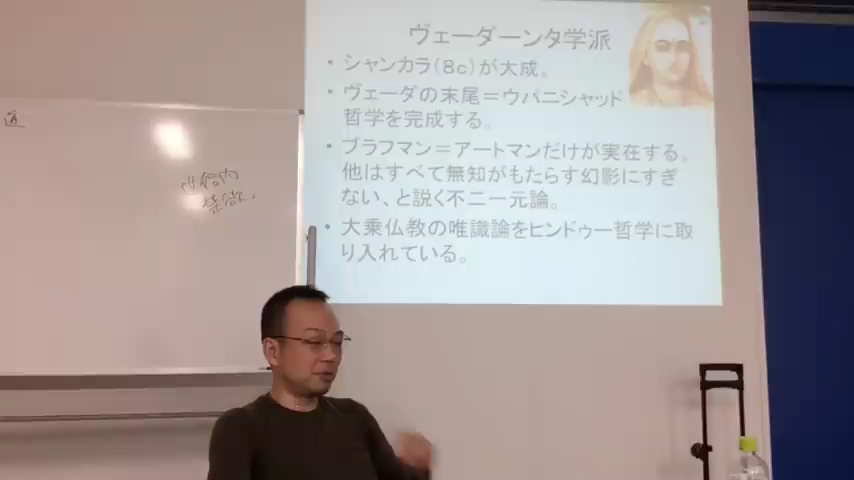 ヴェーダーンタ学派
・シャンカラ(8c)が大成。
・ヴェーダの末尾=ウパニシャッド
哲学を完成する。
・ブラフマン=アートマンだけが実在する。
他はすべて無知がもたらす幻影にすぎ
ない、と説く不二一元論。
・大乗仏教の唯識論をヒンドゥー哲学に取
り入れている。
禁欲